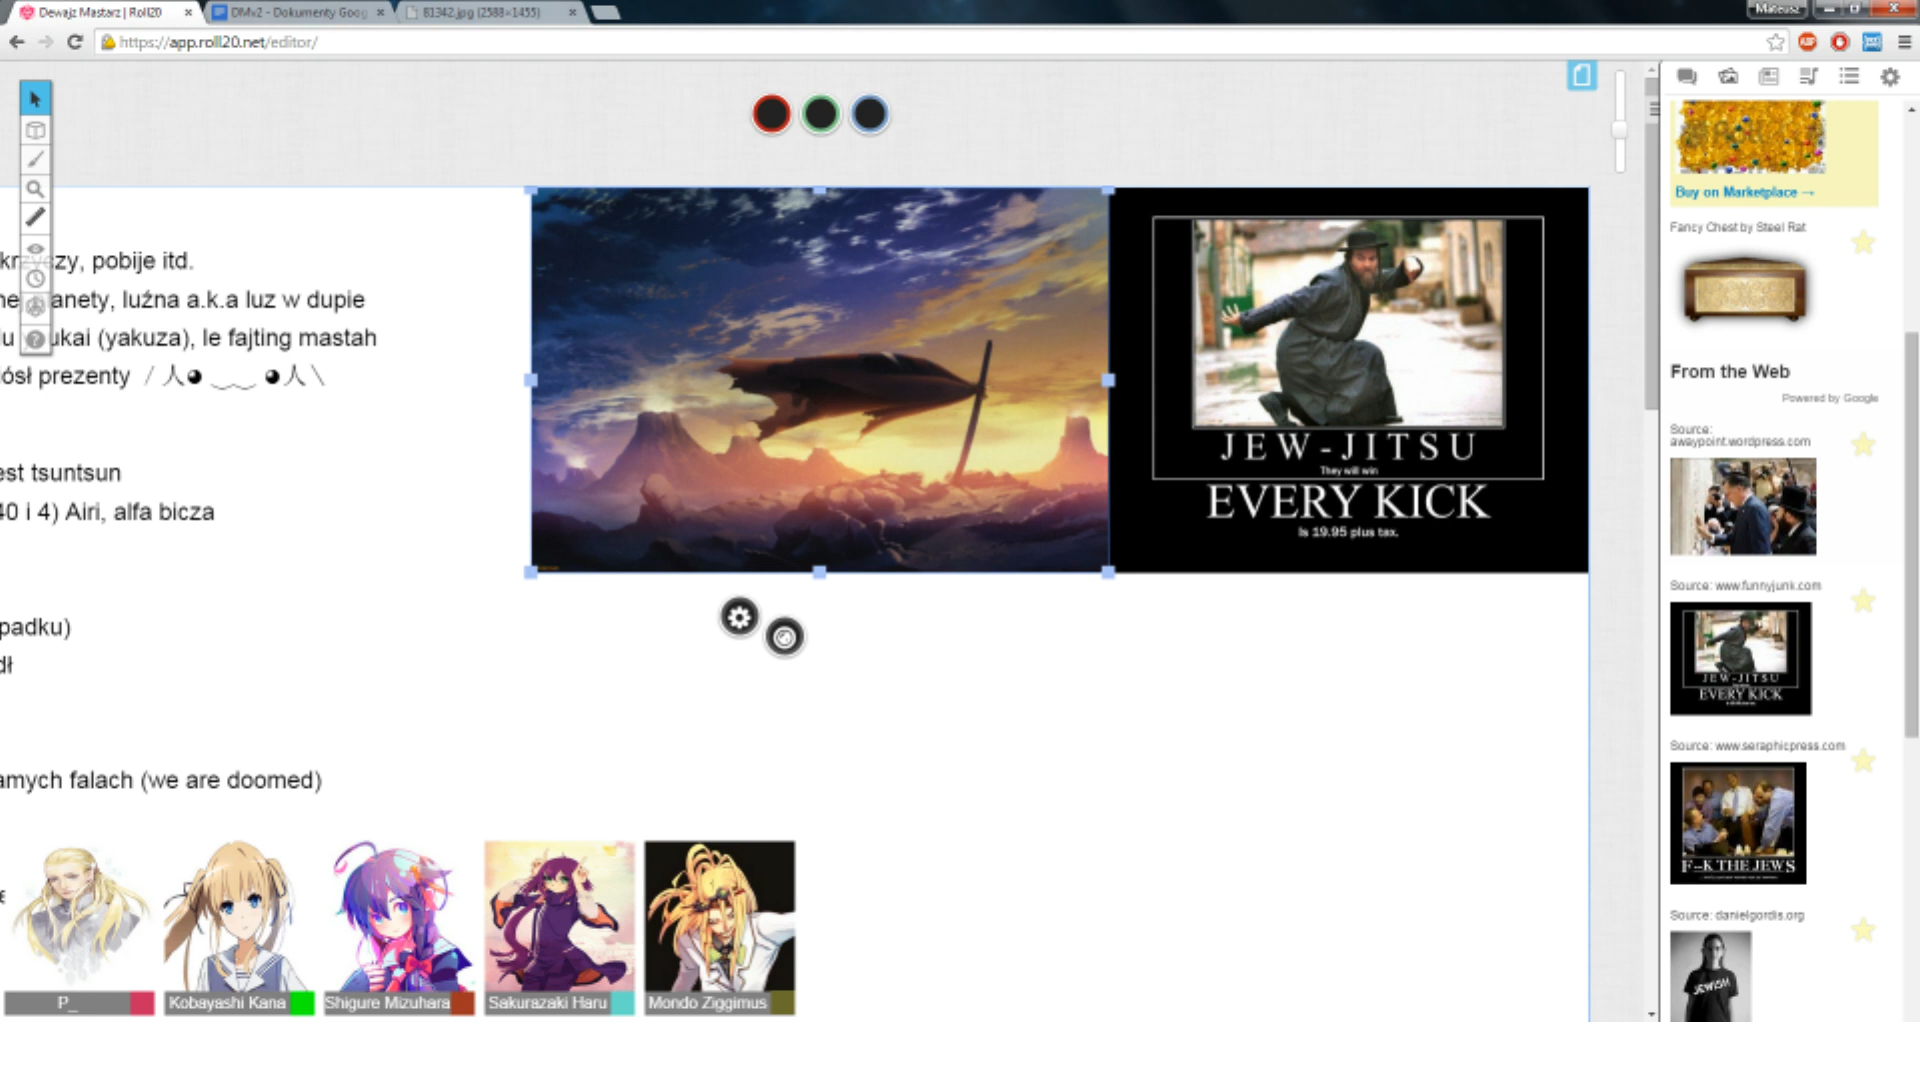 Dewajz Mastarz | Roll20
DMv2 - Dokumenty Goog
81342.jpg (2588×1455)
Mateusz
https://app.roll20.net/editor/
ABP
Buy on Marketplace →
Fancy Chest by Steel Rat
From the Web
Powered by Google
Source:
awaypoint.wordpress.com
Source: www.funnyjunk.com
JEW-JITSU
EVERY KICK
Source: www.seraphicpress.com
F--K THE JEWS
Source: danielgordis.org
JEWISH
krzyczy, pobije itd.
anety, luźna a.k.a luz w dupie
ukai (yakuza), le fajting mastah
iósł prezenty / 人◕ ‿‿ ◕人 \
est tsuntsun
40 i 4) Airi, alfa bicza
padku)
dł
amych falach (we are doomed)
JEW-JITSU
They will win
EVERY KICK
Is 19.95 plus tax.
P_
Kobayashi Kana
Shigure Mizuhara
Sakurazaki Haru
Mondo Ziggimus